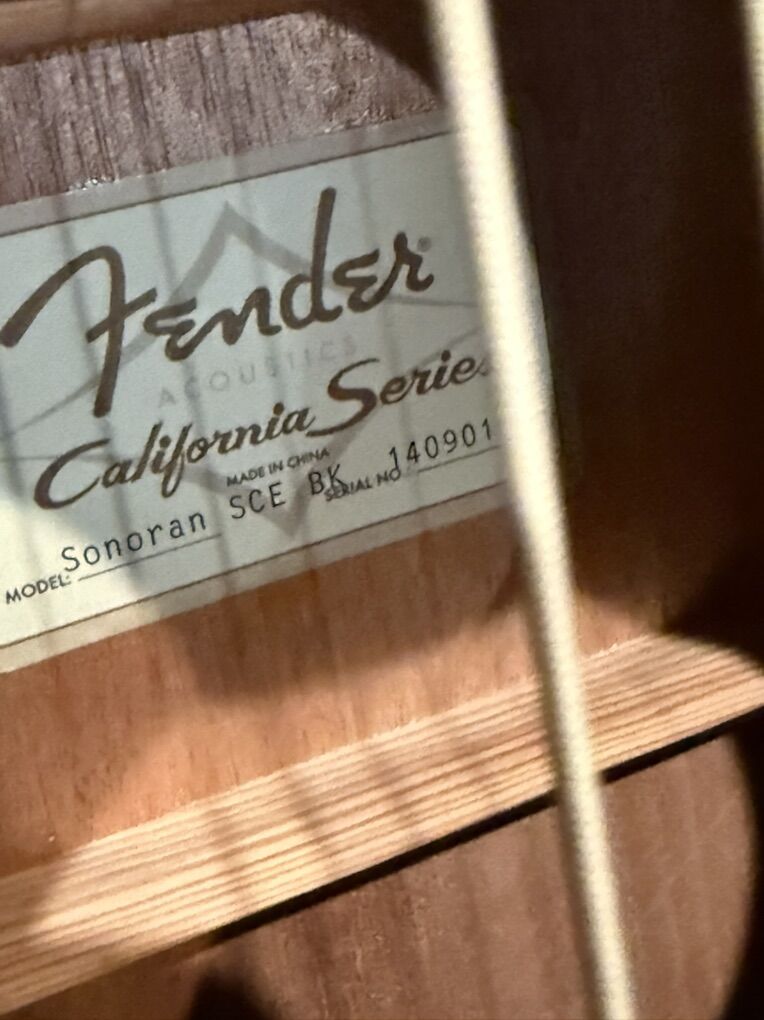 Fender®
ACOUSTICS
California Series
MADE IN CHINA
MODEL: Sonoran SCE BK SERIAL NO 140901